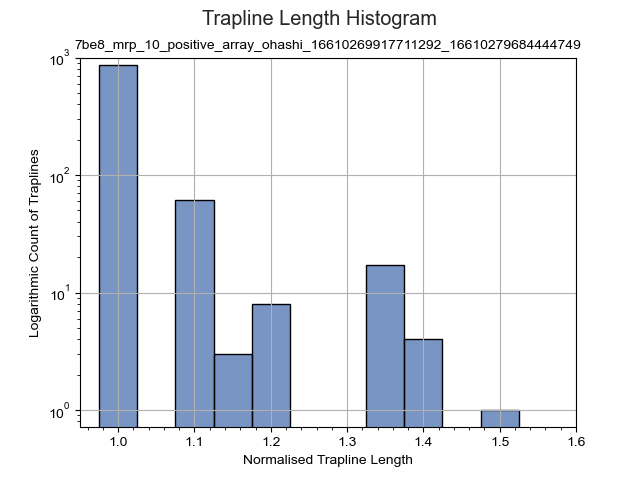 Trapline Length Histogram
7be8_mrp_10_positive_array_ohashi_16610269917711292_16610279684444749
10³
10²
10¹
10⁰
Logarithmic Count of Traplines
1.0 1.1 1.2 1.3 1.4 1.5 1.6
Normalised Trapline Length